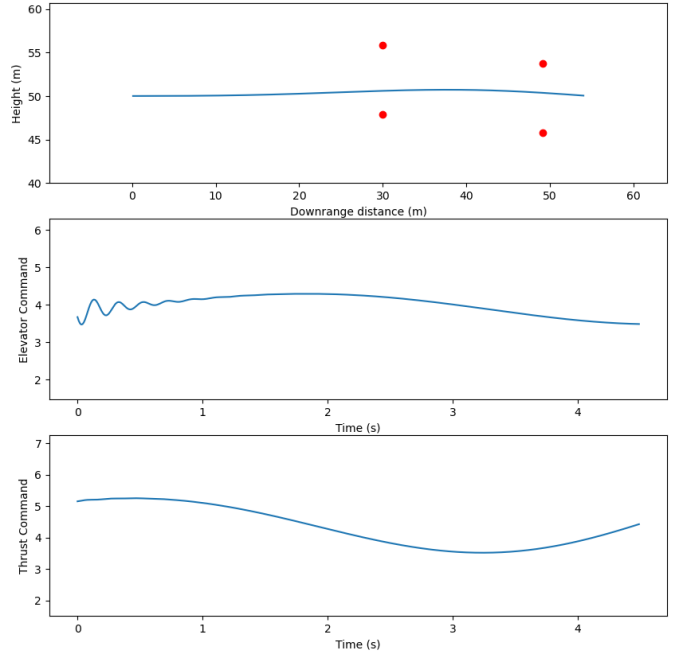 60
55
50
45
40
Height (m)
0 10 20 30 40 50 60
Downrange distance (m)
6
5
4
3
2
Elevator Command
0 1 2 3 4
Time (s)
7
6
5
4
3
2
Thrust Command
0 1 2 3 4
Time (s)